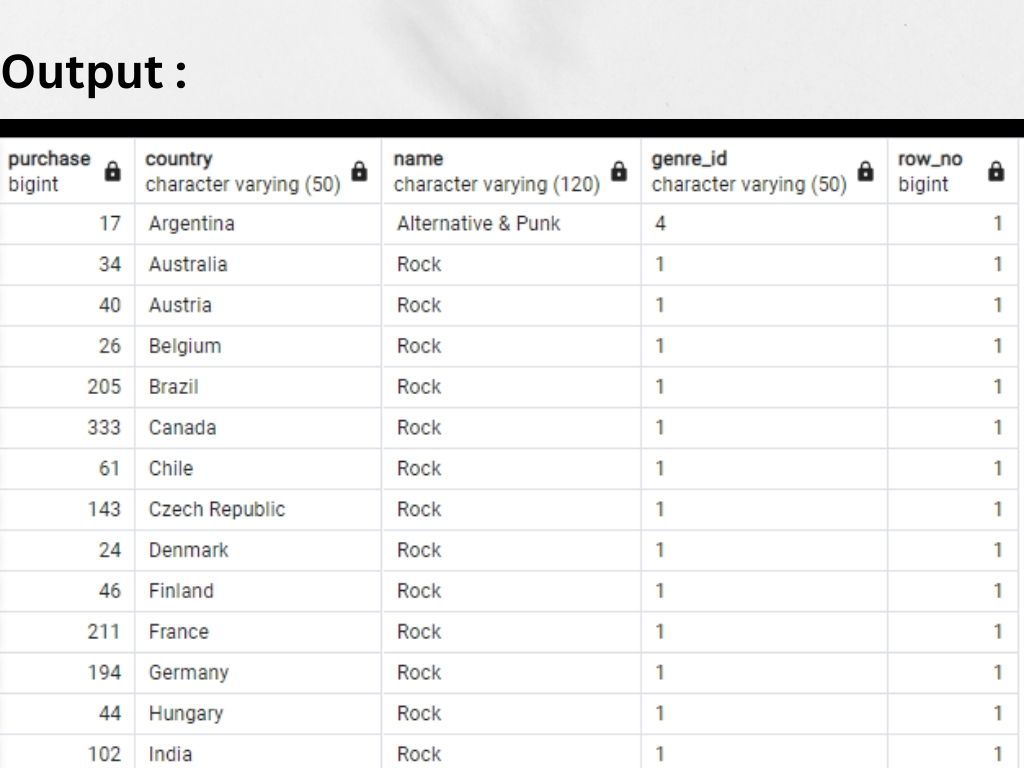 Output :
purchase country name genre_id row_no
bigint character varying (50) character varying (120) character varying (50) bigint
17 Argentina Alternative & Punk 4 1
34 Australia Rock 1 1
40 Austria Rock 1 1
26 Belgium Rock 1 1
205 Brazil Rock 1 1
333 Canada Rock 1 1
61 Chile Rock 1 1
143 Czech Republic Rock 1 1
24 Denmark Rock 1 1
46 Finland Rock 1 1
211 France Rock 1 1
194 Germany Rock 1 1
44 Hungary Rock 1 1
102 India Rock 1 1